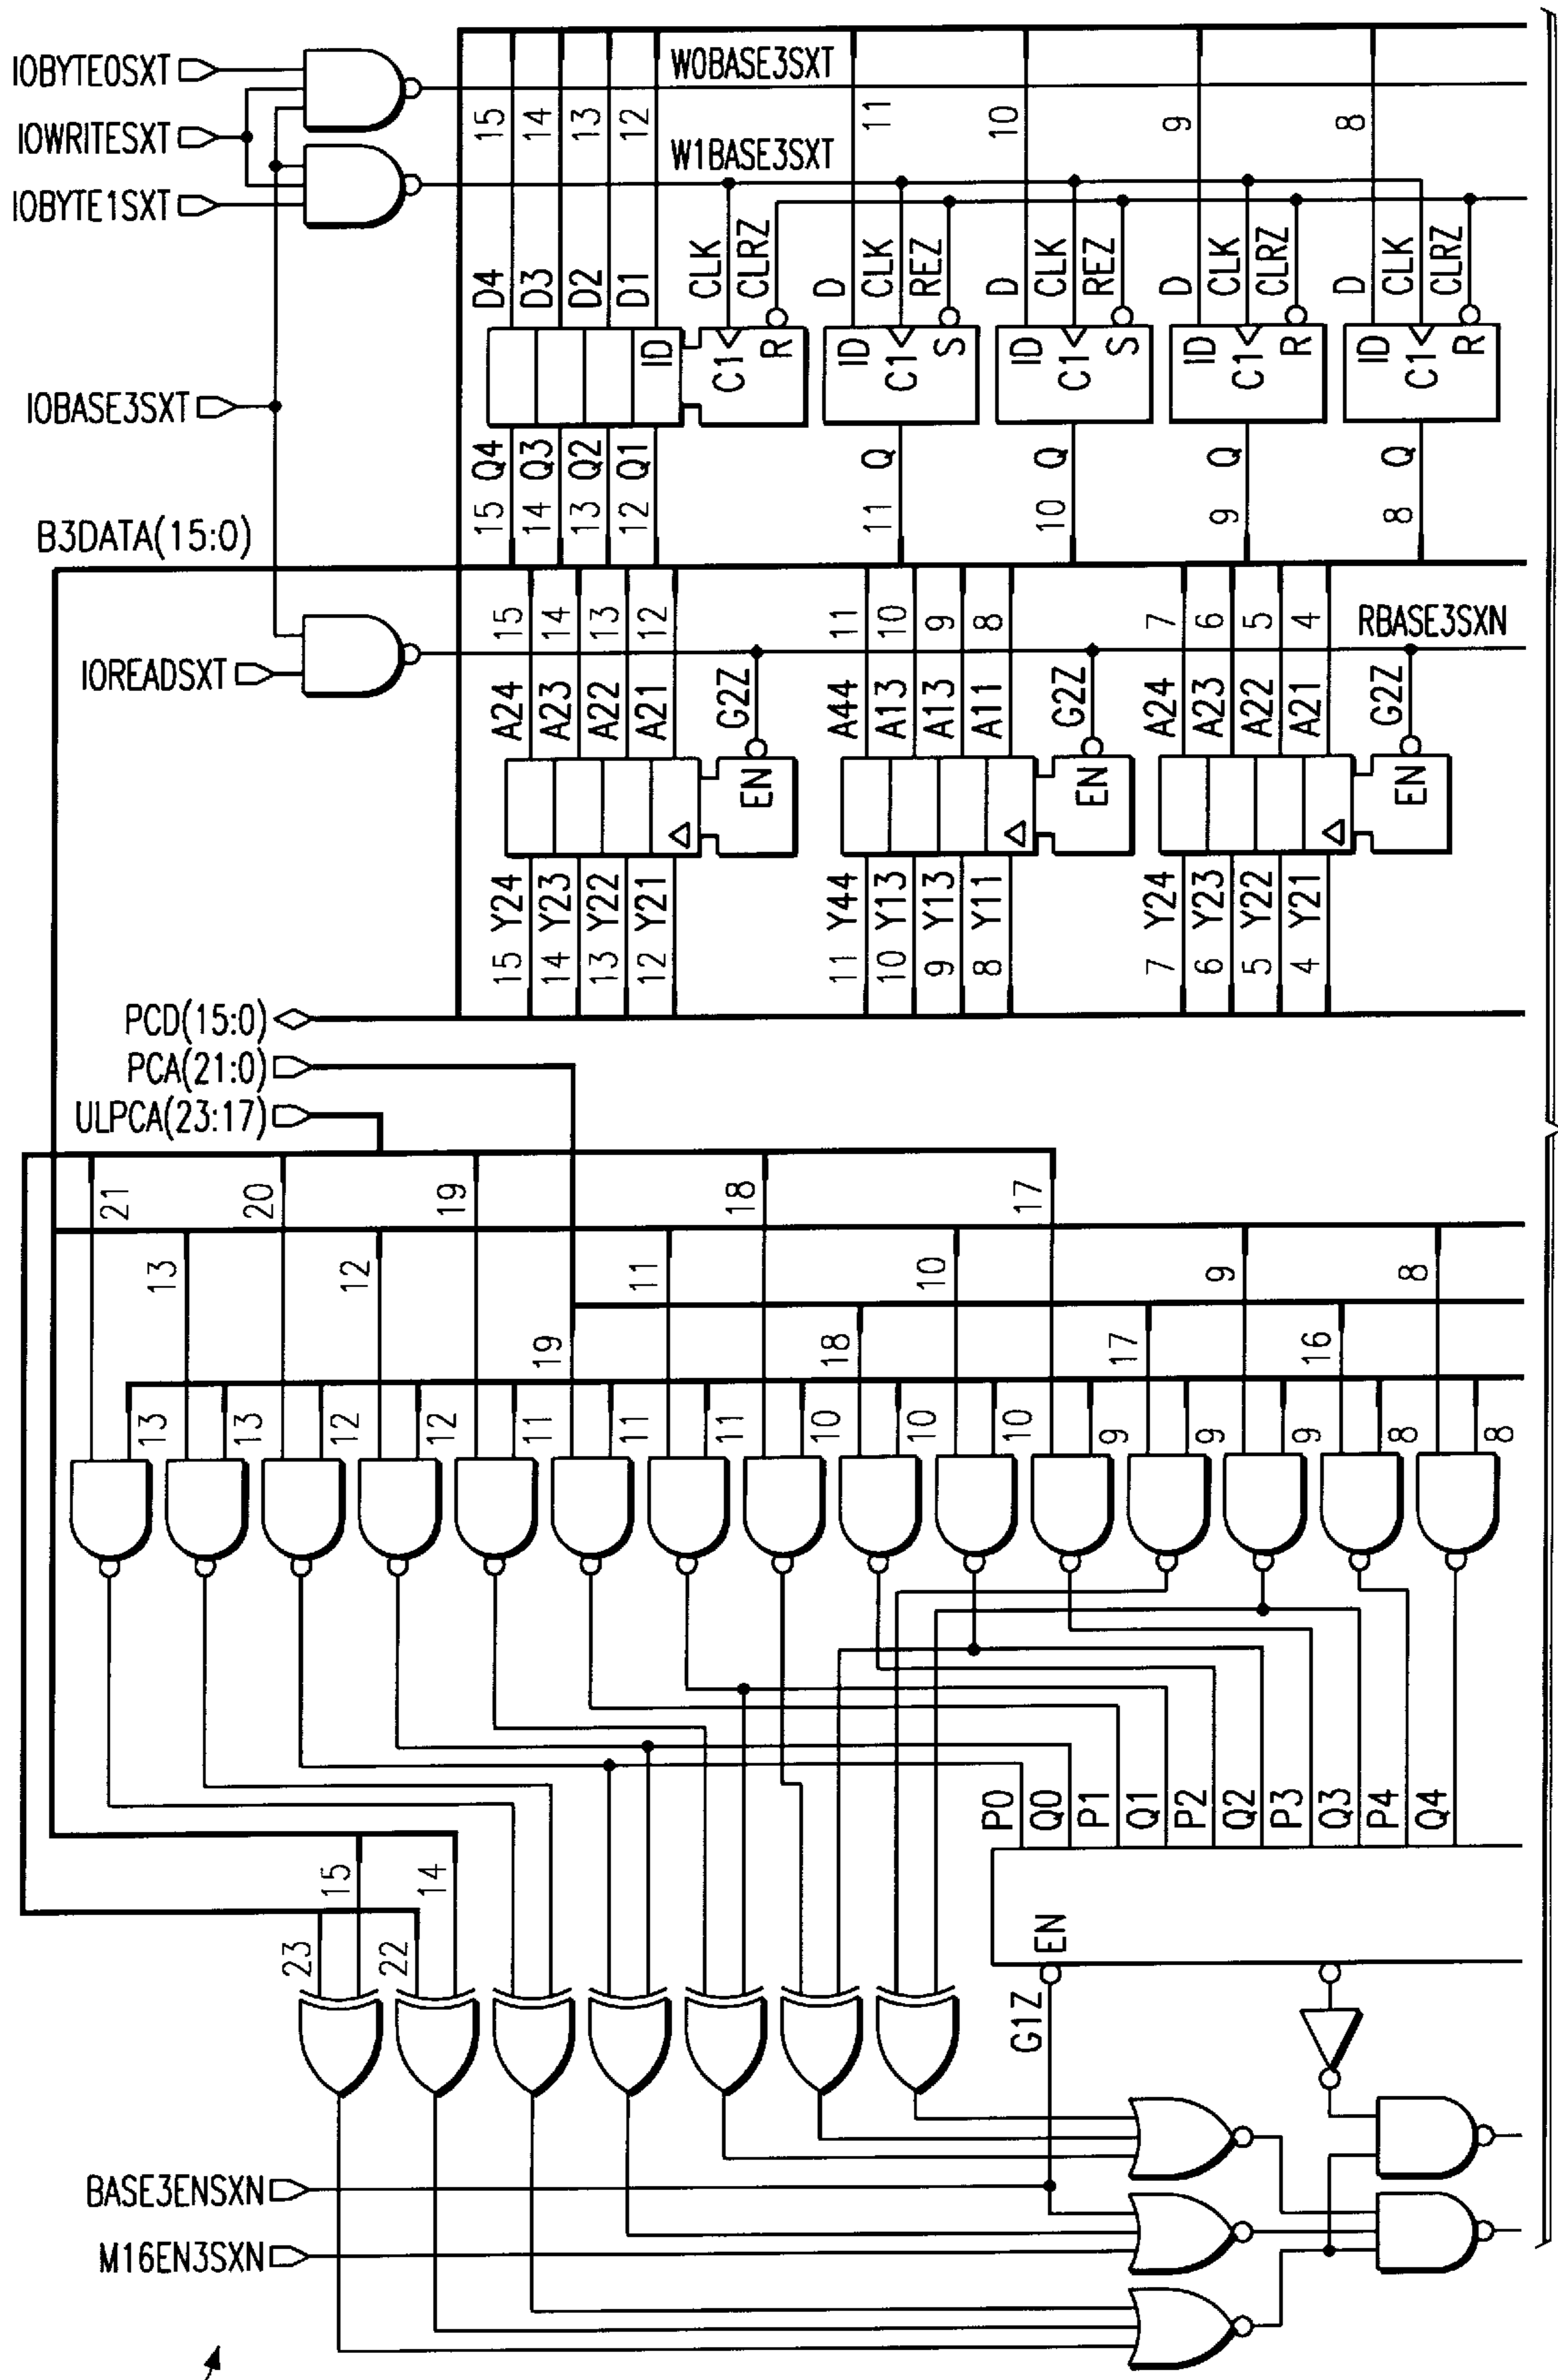 IOBYTE0SXT
IOWRITESXT
IOBYTE1SXT
IOBASE3SXT
W0BASE3SXT
W1BASE3SXT
15 14 13 12 11 10 9 8
D4 D3 D2 D1 CLK CLRZ D CLK REZ D CLK REZ D CLK CLRZ D CLK CLRZ
ID C1 R ID C1 S ID C1 S ID C1 R ID C1 R
Q4 Q3 Q2 Q1 Q Q Q Q
15 14 13 12 11 10 9 8
B3DATA(15:0)
IOREADSXT
RBASE3SXN
15 14 13 12 11 10 9 8 7 6 5 4
A24 A23 A22 A21 G2Z A44 A13 A13 A11 G2Z A24 A23 A22 A21 G2Z
EN EN EN
Y24 Y23 Y22 Y21 Y44 Y13 Y13 Y11 Y24 Y23 Y22 Y21
15 14 13 12 11 10 9 8 7 6 5 4
PCD(15:0)
PCA(21:0)
ULPCA(23:17)
21 20 19 18 17
13 12 11 10 9 8
19 18 17 16
13 13 12 12 11 11 11 10 10 10 9 9 9 8 8
P0 Q0 P1 Q1 P2 Q2 P3 Q3 P4 Q4
15 14
23 22
EN
G1Z
BASE3ENSXN
M16EN3SXN